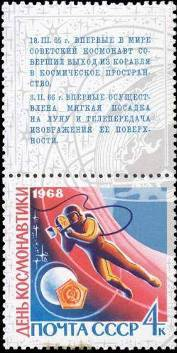 18.III.65 г. ВПЕРВЫЕ В МИРЕ
СОВЕТСКИЙ КОСМОНАВТ СО-
ВЕРШИЛ ВЫХОД ИЗ КОРАБЛЯ
В КОСМИЧЕСКОЕ ПРОСТРАН-
СТВО.
3.II.66 г. ВПЕРВЫЕ ОСУЩЕСТ-
ВЛЕНА МЯГКАЯ ПОСАДКА
НА ЛУНУ И ТЕЛЕПЕРЕДАЧА
ИЗОБРАЖЕНИЯ ЕЕ ПОВЕРХ-
НОСТИ.
1968
ДЕНЬ КОСМОНАВТИКИ
ПОЧТА СССР 4к